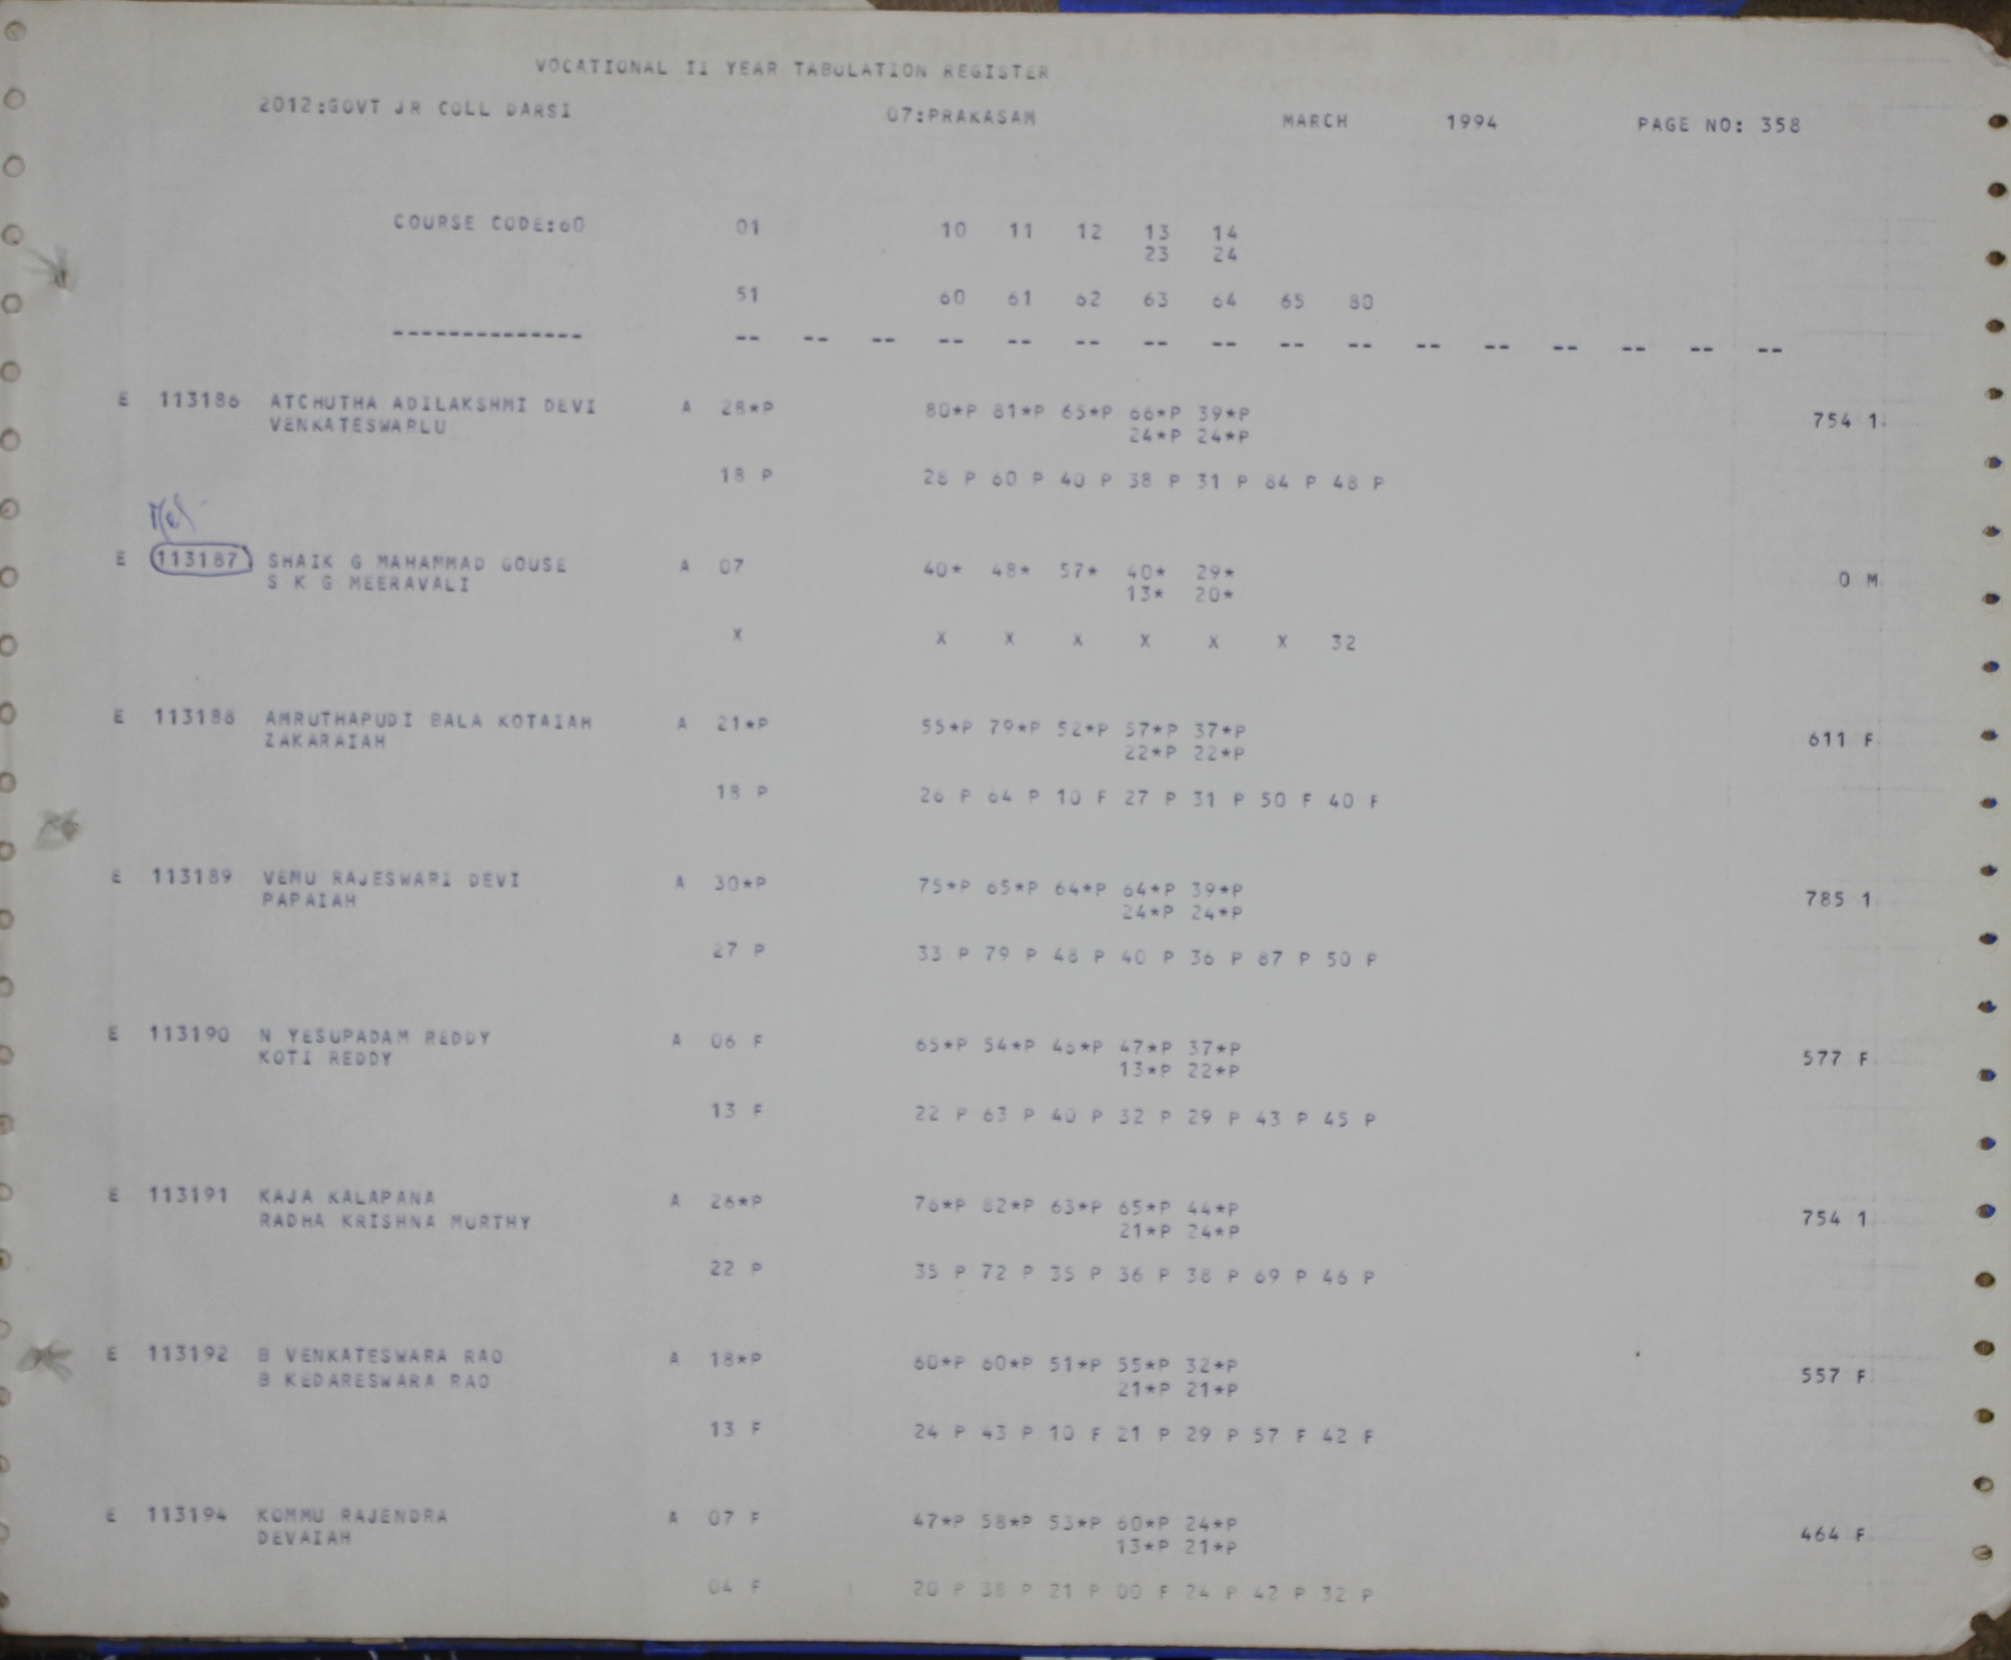 VOCATIONAL II YEAR TABULATION REGISTER
2012:GOVT JR COLL DARSI 07:PRAKASAM MARCH 1994 PAGE NO: 358
COURSE CODE:60 01 10 11 12 13 14
23 24
51 60 61 62 63 64 65 80
-------------- -- -- -- -- -- -- -- -- -- -- -- -- -- -- -- --
E 113186 ATCHUTHA ADILAKSHMI DEVI A 28*P 80*P 81*P 65*P 66*P 39*P 754 1
VENKATESWARLU 24*P 24*P
18 P 28 P 60 P 40 P 38 P 31 P 84 P 48 P
E 113187 SHAIK G MAHAMMAD GOUSE A 07 40* 48* 57* 40* 29* 0 M
S K G MEERAVALI 13* 20*
X X X X X X X 32
E 113188 AMRUTHAPUDI BALA KOTAIAH A 21*P 55*P 79*P 52*P 57*P 37*P 611 F
ZAKARAIAH 22*P 22*P
18 P 26 P 64 P 10 F 27 P 31 P 50 F 40 F
E 113189 VEMU RAJESWARI DEVI A 30*P 75*P 65*P 64*P 64*P 39*P 785 1
PAPAIAH 24*P 24*P
27 P 33 P 79 P 48 P 40 P 36 P 87 P 50 P
E 113190 N YESUPADAM REDDY A 06 F 65*P 54*P 46*P 47*P 37*P 577 F
KOTI REDDY 13*P 22*P
13 F 22 P 63 P 40 P 32 P 29 P 43 P 45 P
E 113191 KAJA KALAPANA A 26*P 76*P 82*P 63*P 65*P 44*P 754 1
RADHA KRISHNA MURTHY 21*P 24*P
22 P 35 P 72 P 35 P 36 P 38 P 69 P 46 P
E 113192 B VENKATESWARA RAO A 18*P 60*P 60*P 51*P 55*P 32*P 557 F
B KEDARESWARA RAO 21*P 21*P
13 F 24 P 43 P 10 F 21 P 29 P 57 F 42 F
E 113194 KOMMU RAJENDRA A 07 F 47*P 58*P 53*P 60*P 24*P 464 F
DEVAIAH 13*P 21*P
04 F 20 P 38 P 21 P 00 F 24 P 42 P 32 P